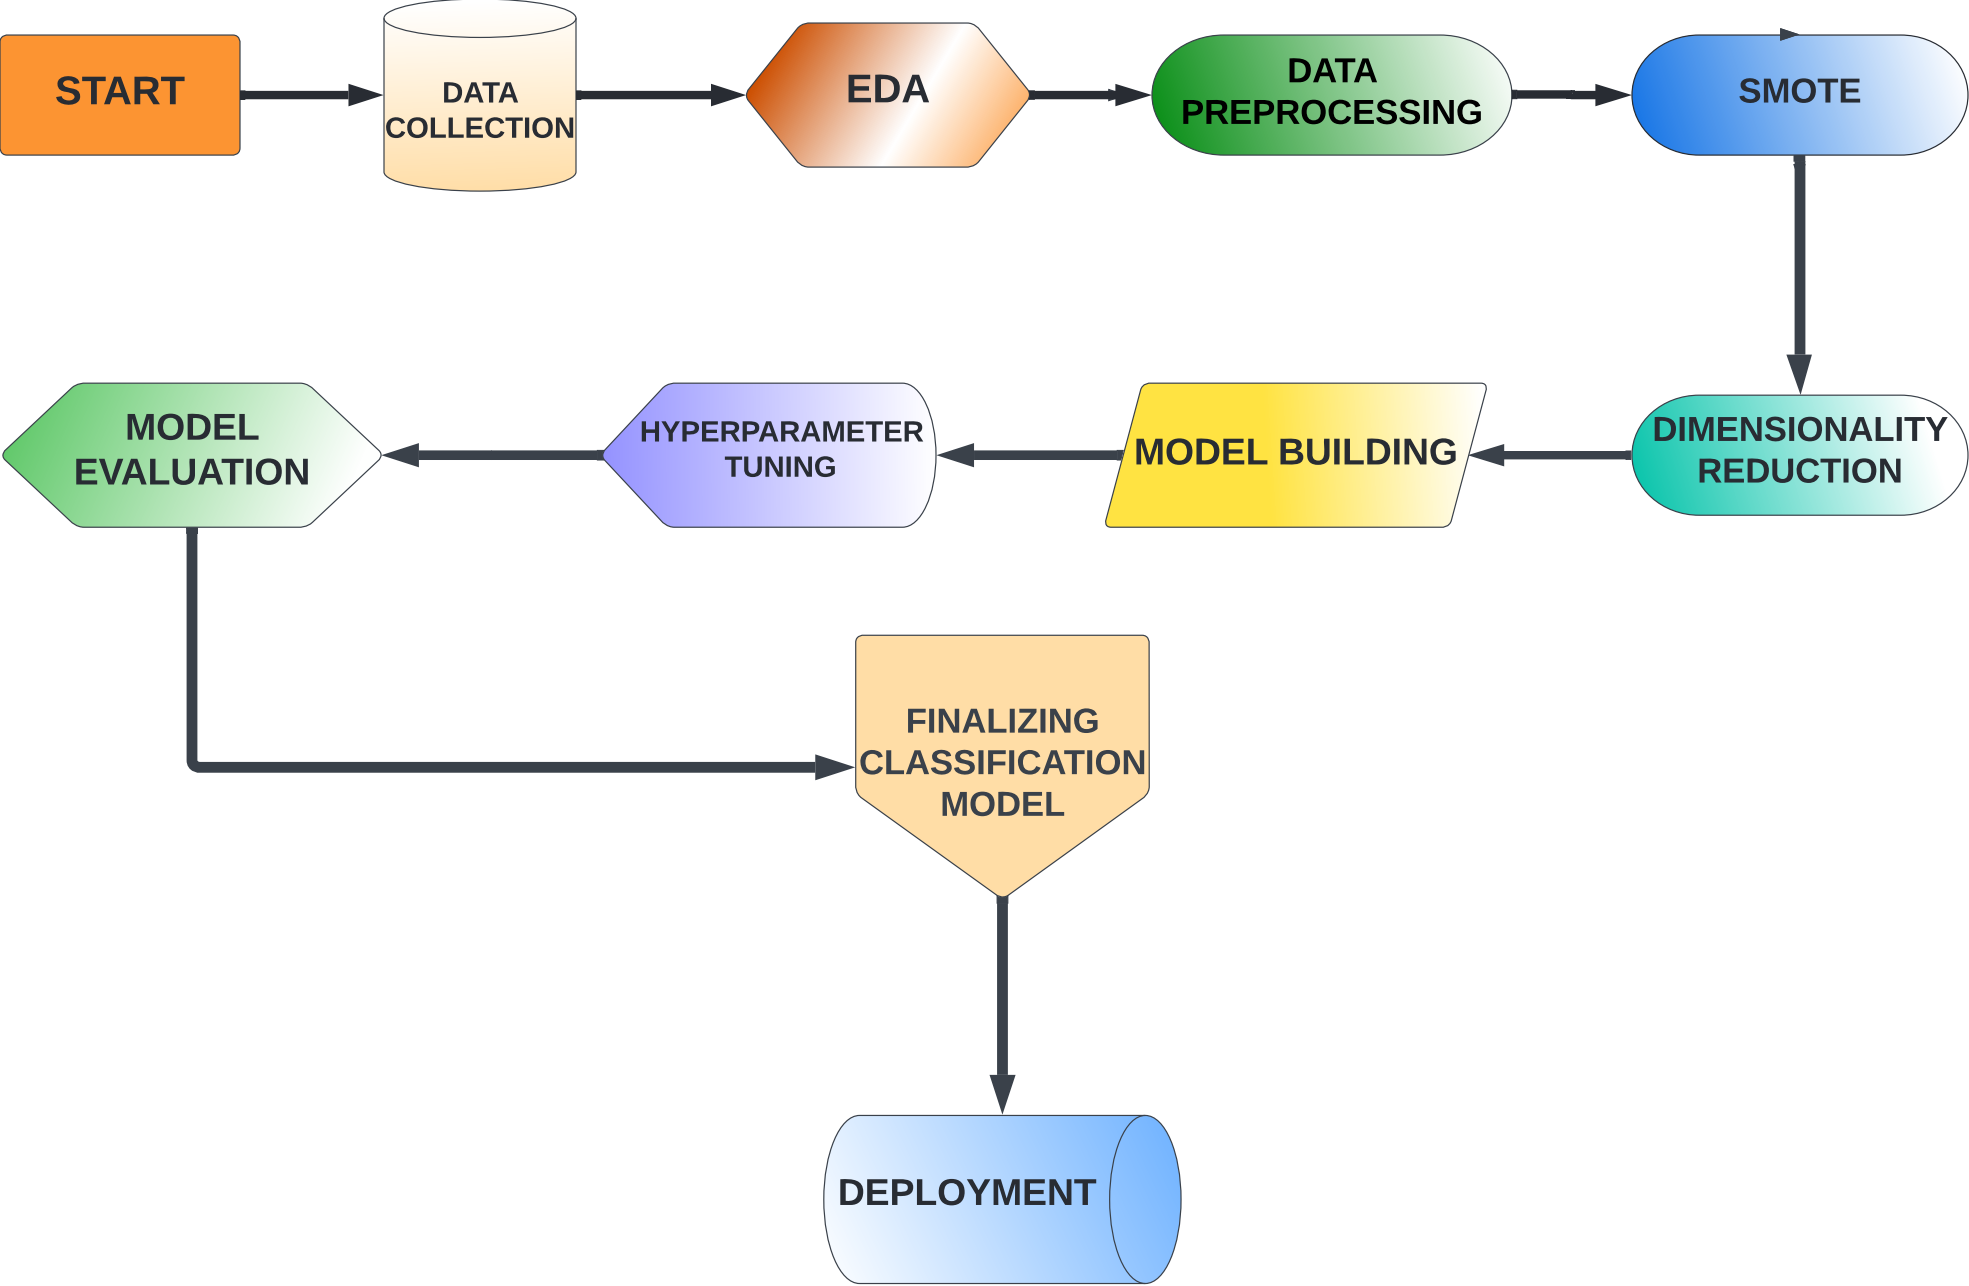 START
DATA
COLLECTION
EDA
DATA
PREPROCESSING
SMOTE
DIMENSIONALITY
REDUCTION
MODEL BUILDING
HYPERPARAMETER
TUNING
MODEL
EVALUATION
FINALIZING
CLASSIFICATION
MODEL
DEPLOYMENT